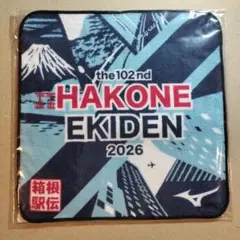 the 102nd
HAKONE
EKIDEN
2026
箱根
駅伝